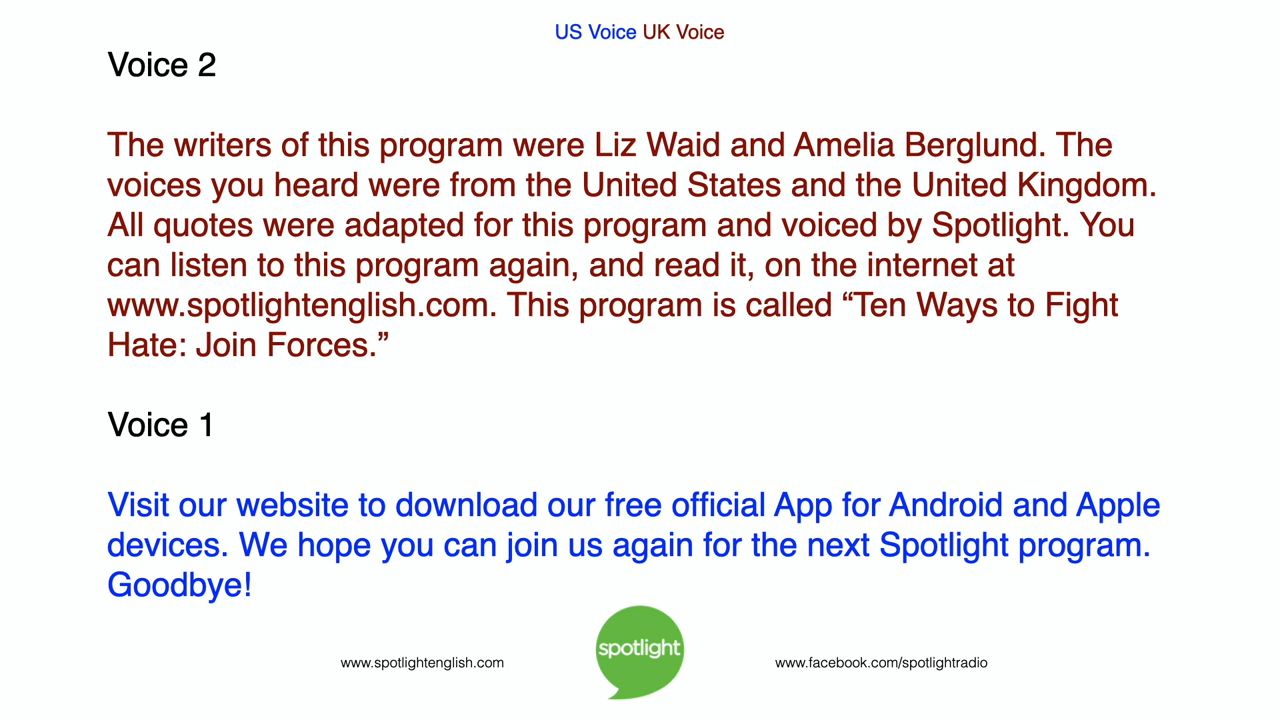 US Voice UK Voice
Voice 2
The writers of this program were Liz Waid and Amelia Berglund. The
voices you heard were from the United States and the United Kingdom.
All quotes were adapted for this program and voiced by Spotlight. You
can listen to this program again, and read it, on the internet at
www.spotlightenglish.com. This program is called “Ten Ways to Fight
Hate: Join Forces.”
Voice 1
Visit our website to download our free official App for Android and Apple
devices. We hope you can join us again for the next Spotlight program.
Goodbye!
www.spotlightenglish.com
spotlight
www.facebook.com/spotlightradio